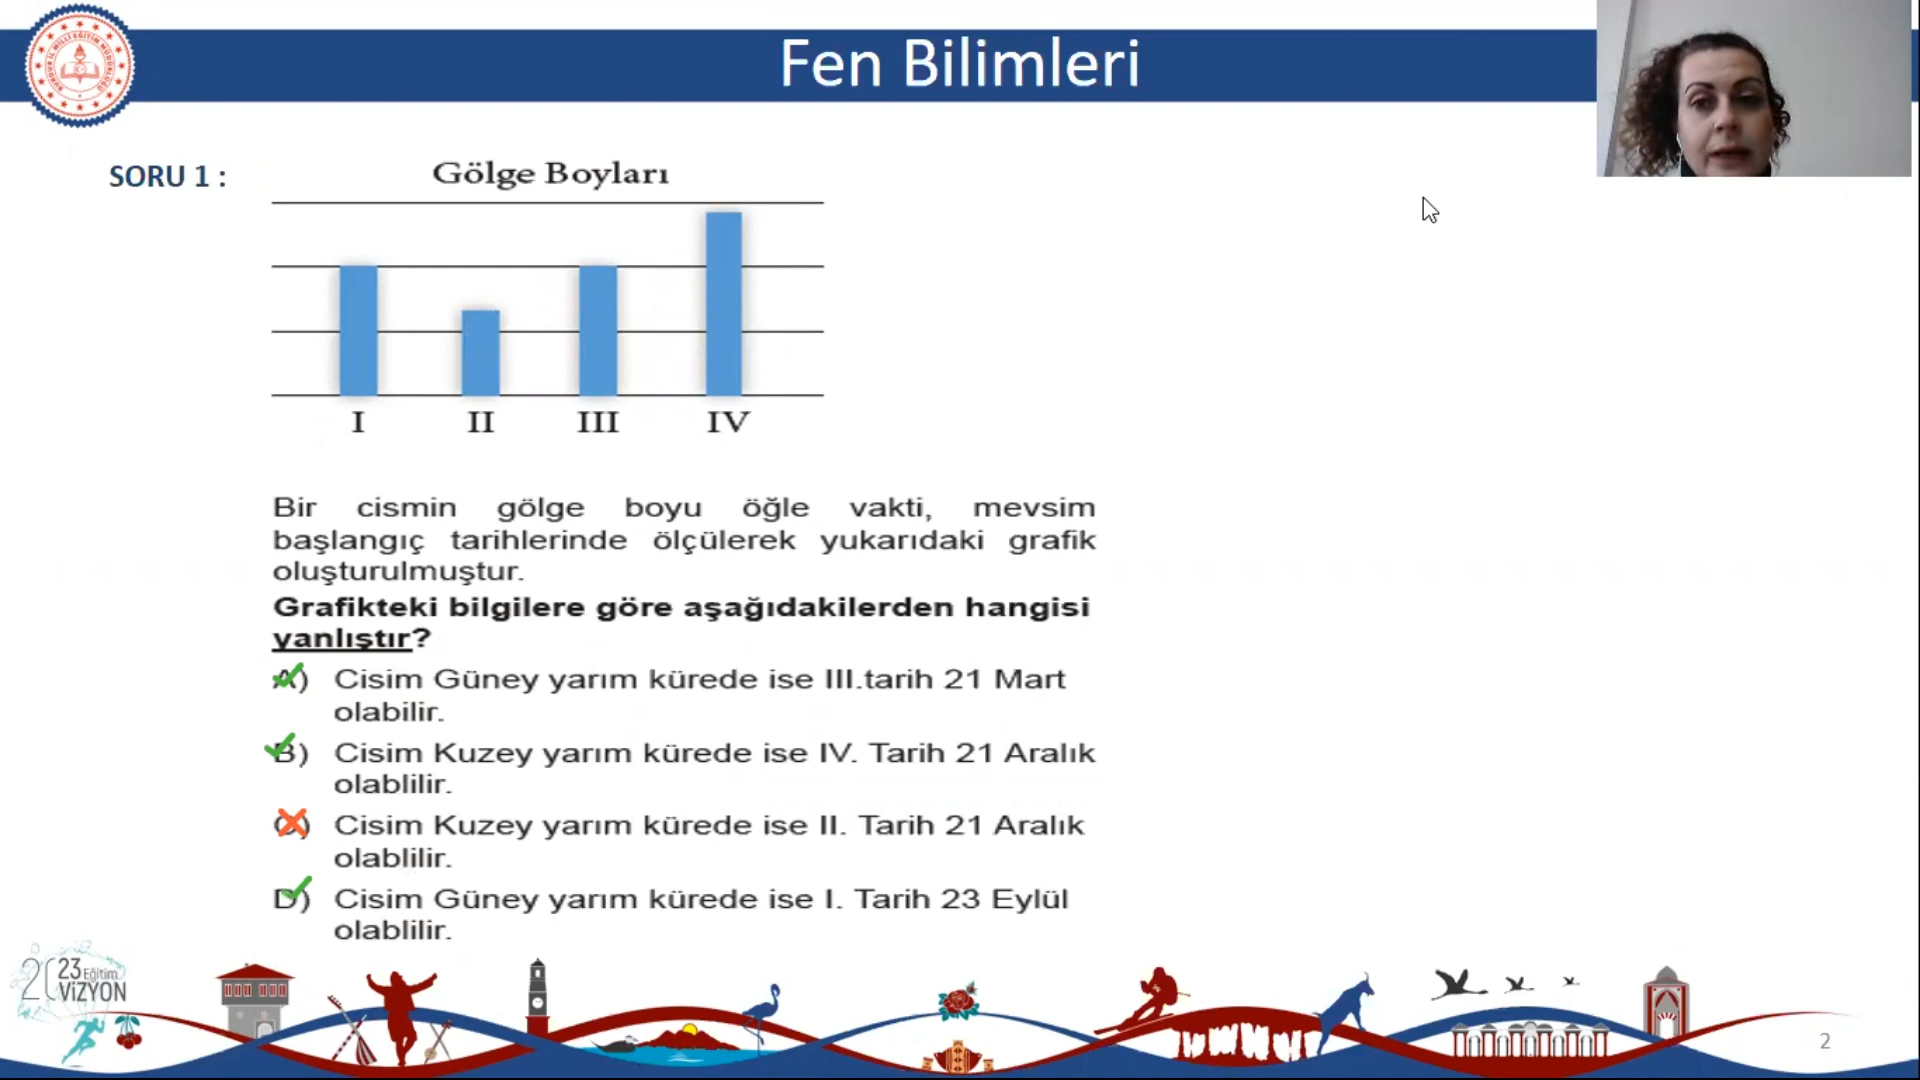 Fen Bilimleri
SORU 1 :
Gölge Boyları
I II III IV
Bir cismin gölge boyu öğle vakti, mevsim
başlangıç tarihlerinde ölçülerek yukarıdaki grafik
oluşturulmuştur.
Grafikteki bilgilere göre aşağıdakilerden hangisi
yanlıştır?
A) Cisim Güney yarım kürede ise III.tarih 21 Mart
olabilir.
B) Cisim Kuzey yarım kürede ise IV. Tarih 21 Aralık
olablilir.
C) Cisim Kuzey yarım kürede ise II. Tarih 21 Aralık
olablilir.
D) Cisim Güney yarım kürede ise I. Tarih 23 Eylül
olablilir.
2023 Eğitim
VİZYON
2